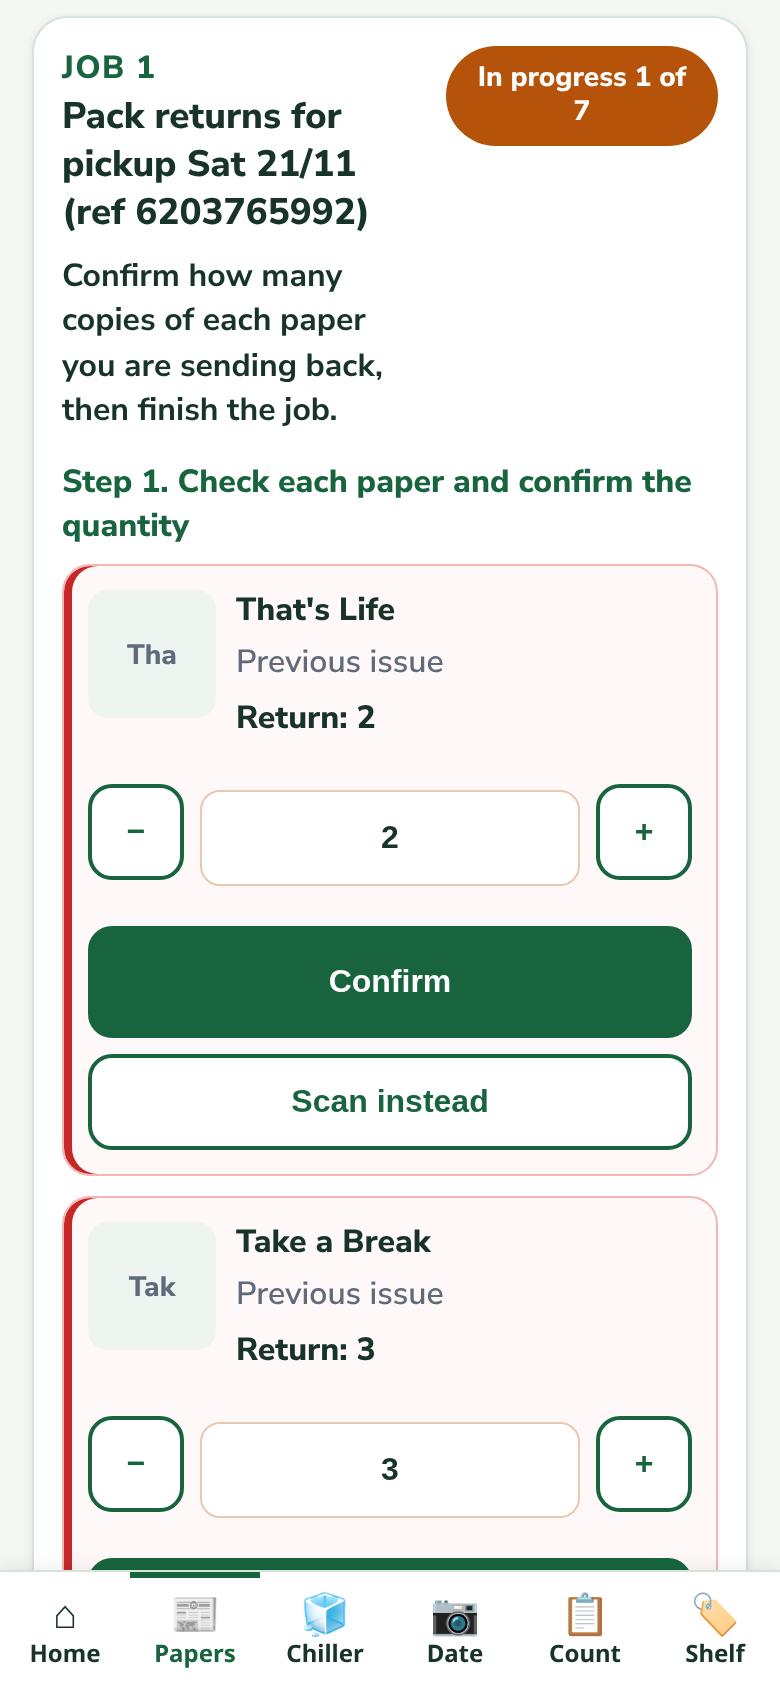 JOB 1
In progress 1 of
7
Pack returns for
pickup Sat 21/11
(ref 6203765992)
Confirm how many
copies of each paper
you are sending back,
then finish the job.
Step 1. Check each paper and confirm the
quantity
Tha
That's Life
Previous issue
Return: 2
− 2 +
Confirm
Scan instead
Tak
Take a Break
Previous issue
Return: 3
− 3 +
Home Papers Chiller Date Count Shelf